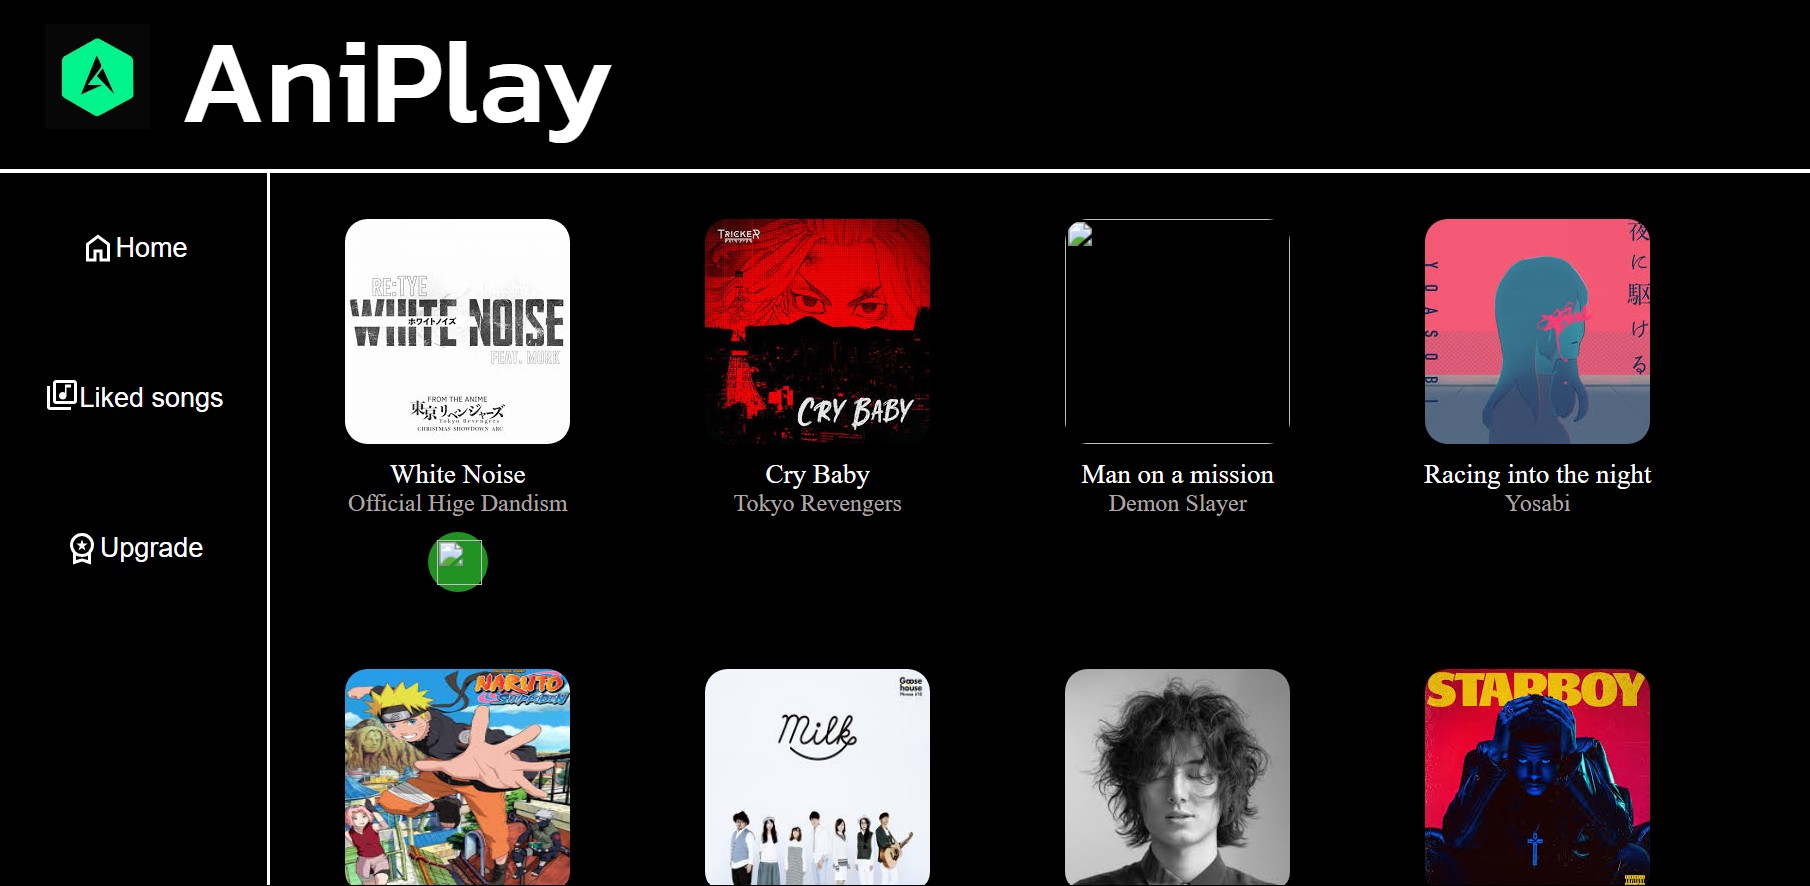 AniPlay
Home
Liked songs
Upgrade
RE:TYE
WHITE NOISE
ホワイトノイズ
FEAT. MORK
FROM THE ANIME
東京リベンジャーズ
Tokyo Revengers
CHRISTMAS SHOWDOWN ARC
White Noise
Official Hige Dandism
TRICKER
CRY BABY
Cry Baby
Tokyo Revengers
Man on a mission
Demon Slayer
YOASOBI
夜に駆ける
Racing into the night
Yosabi
NARUTO
SHIPPUDEN
Goose
house
Milk
STARBOY